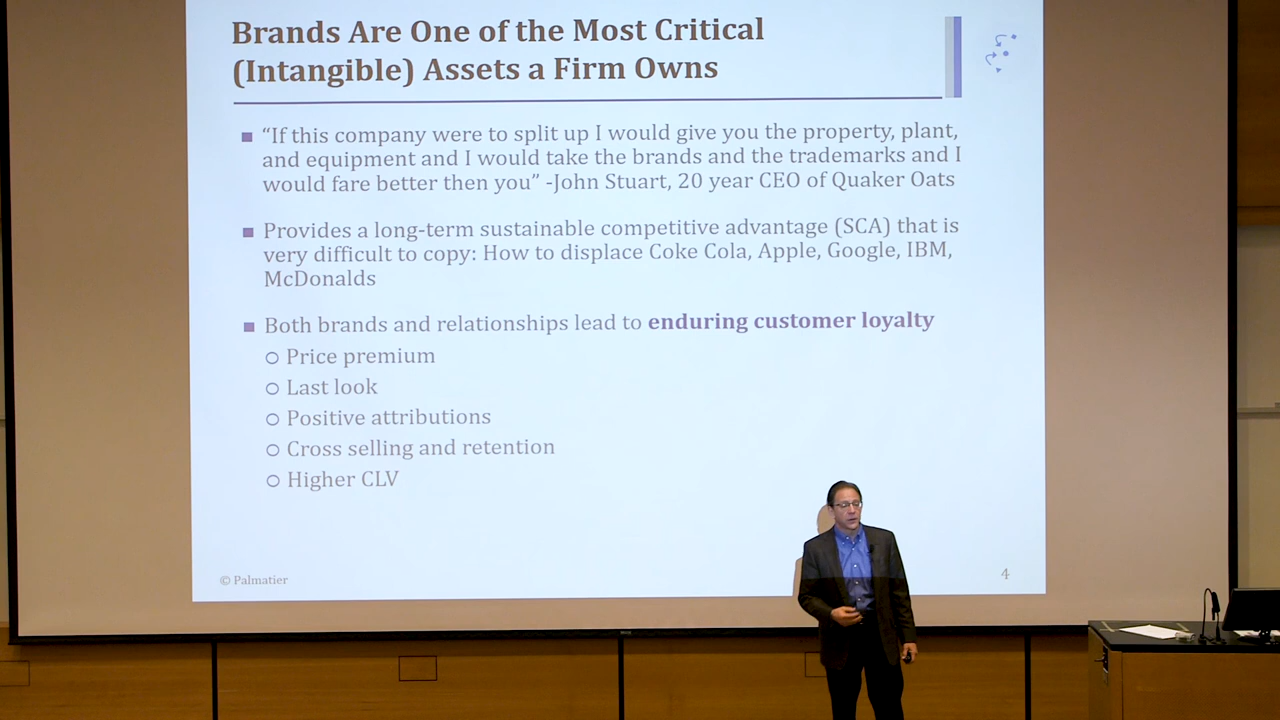 Brands Are One of the Most Critical
(Intangible) Assets a Firm Owns
■ “If this company were to split up I would give you the property, plant,
and equipment and I would take the brands and the trademarks and I
would fare better then you” -John Stuart, 20 year CEO of Quaker Oats
■ Provides a long-term sustainable competitive advantage (SCA) that is
very difficult to copy: How to displace Coke Cola, Apple, Google, IBM,
McDonalds
■ Both brands and relationships lead to enduring customer loyalty
○ Price premium
○ Last look
○ Positive attributions
○ Cross selling and retention
○ Higher CLV
© Palmatier
4